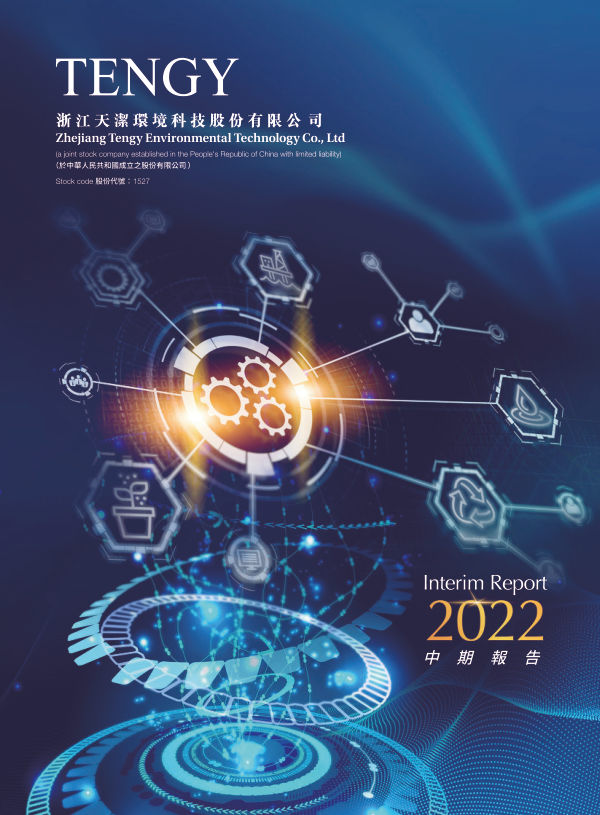 TENGY
浙江天潔環境科技股份有限公司
Zhejiang Tengy Environmental Technology Co., Ltd
(a joint stock company established in the People's Republic of China with limited liability)
(於中華人民共和國成立之股份有限公司)
Stock code 股份代號：1527
Interim Report
2022
中期報告